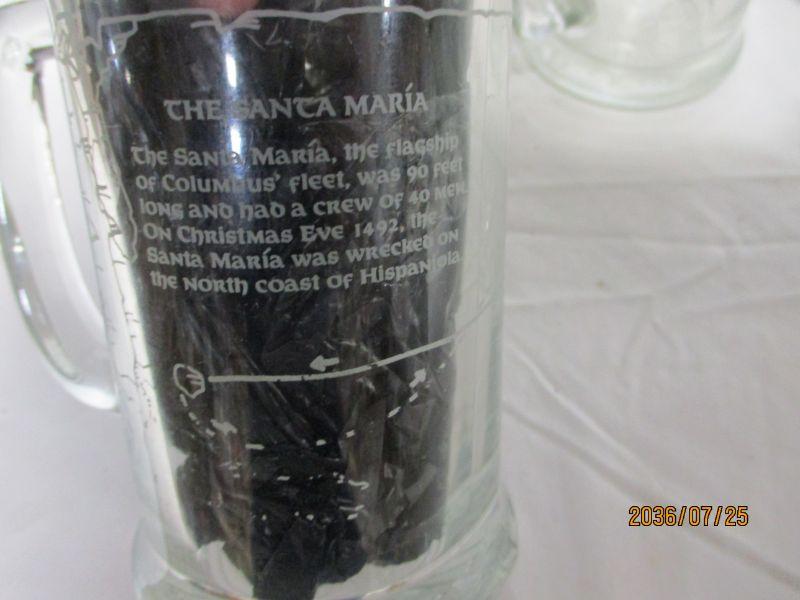 THE SANTA MARÍA
The Santa María, the flagship
of Columbus' fleet, was 90 feet
long and had a crew of 40 men.
On Christmas Eve 1492, the
Santa María was wrecked on
the north coast of Hispaniola.
2036/07/25